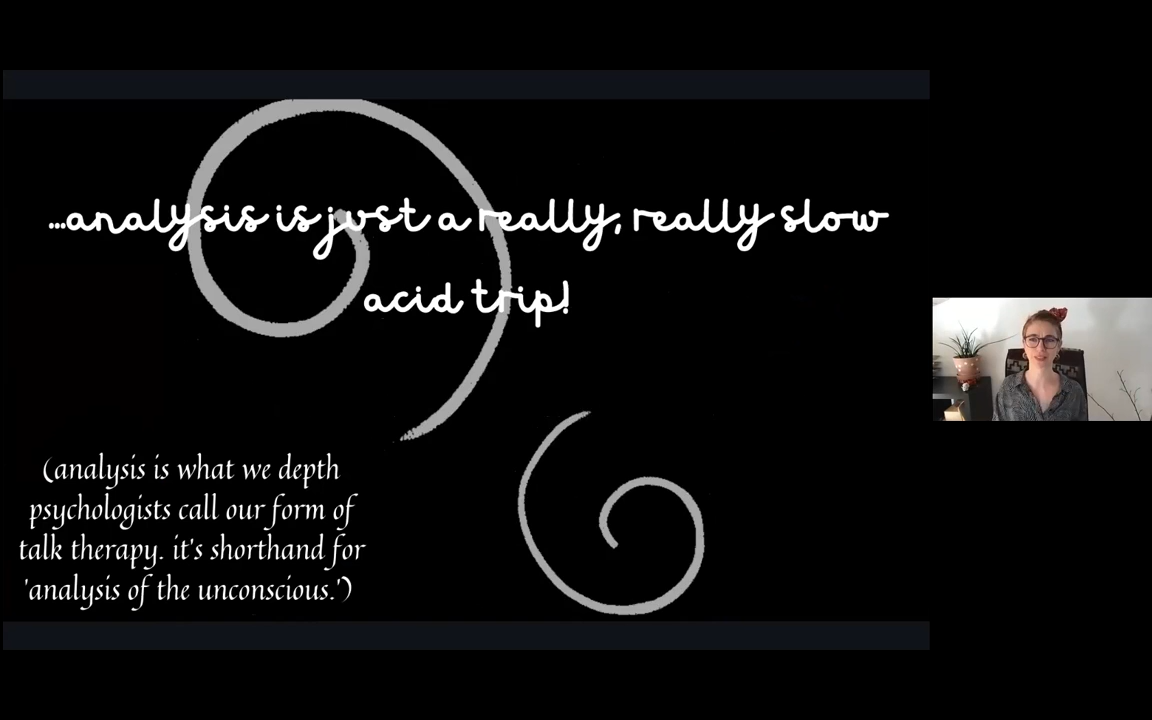 ...analysis is just a really, really slow
acid trip!
(analysis is what we depth
psychologists call our form of
talk therapy. it's shorthand for
'analysis of the unconscious.')